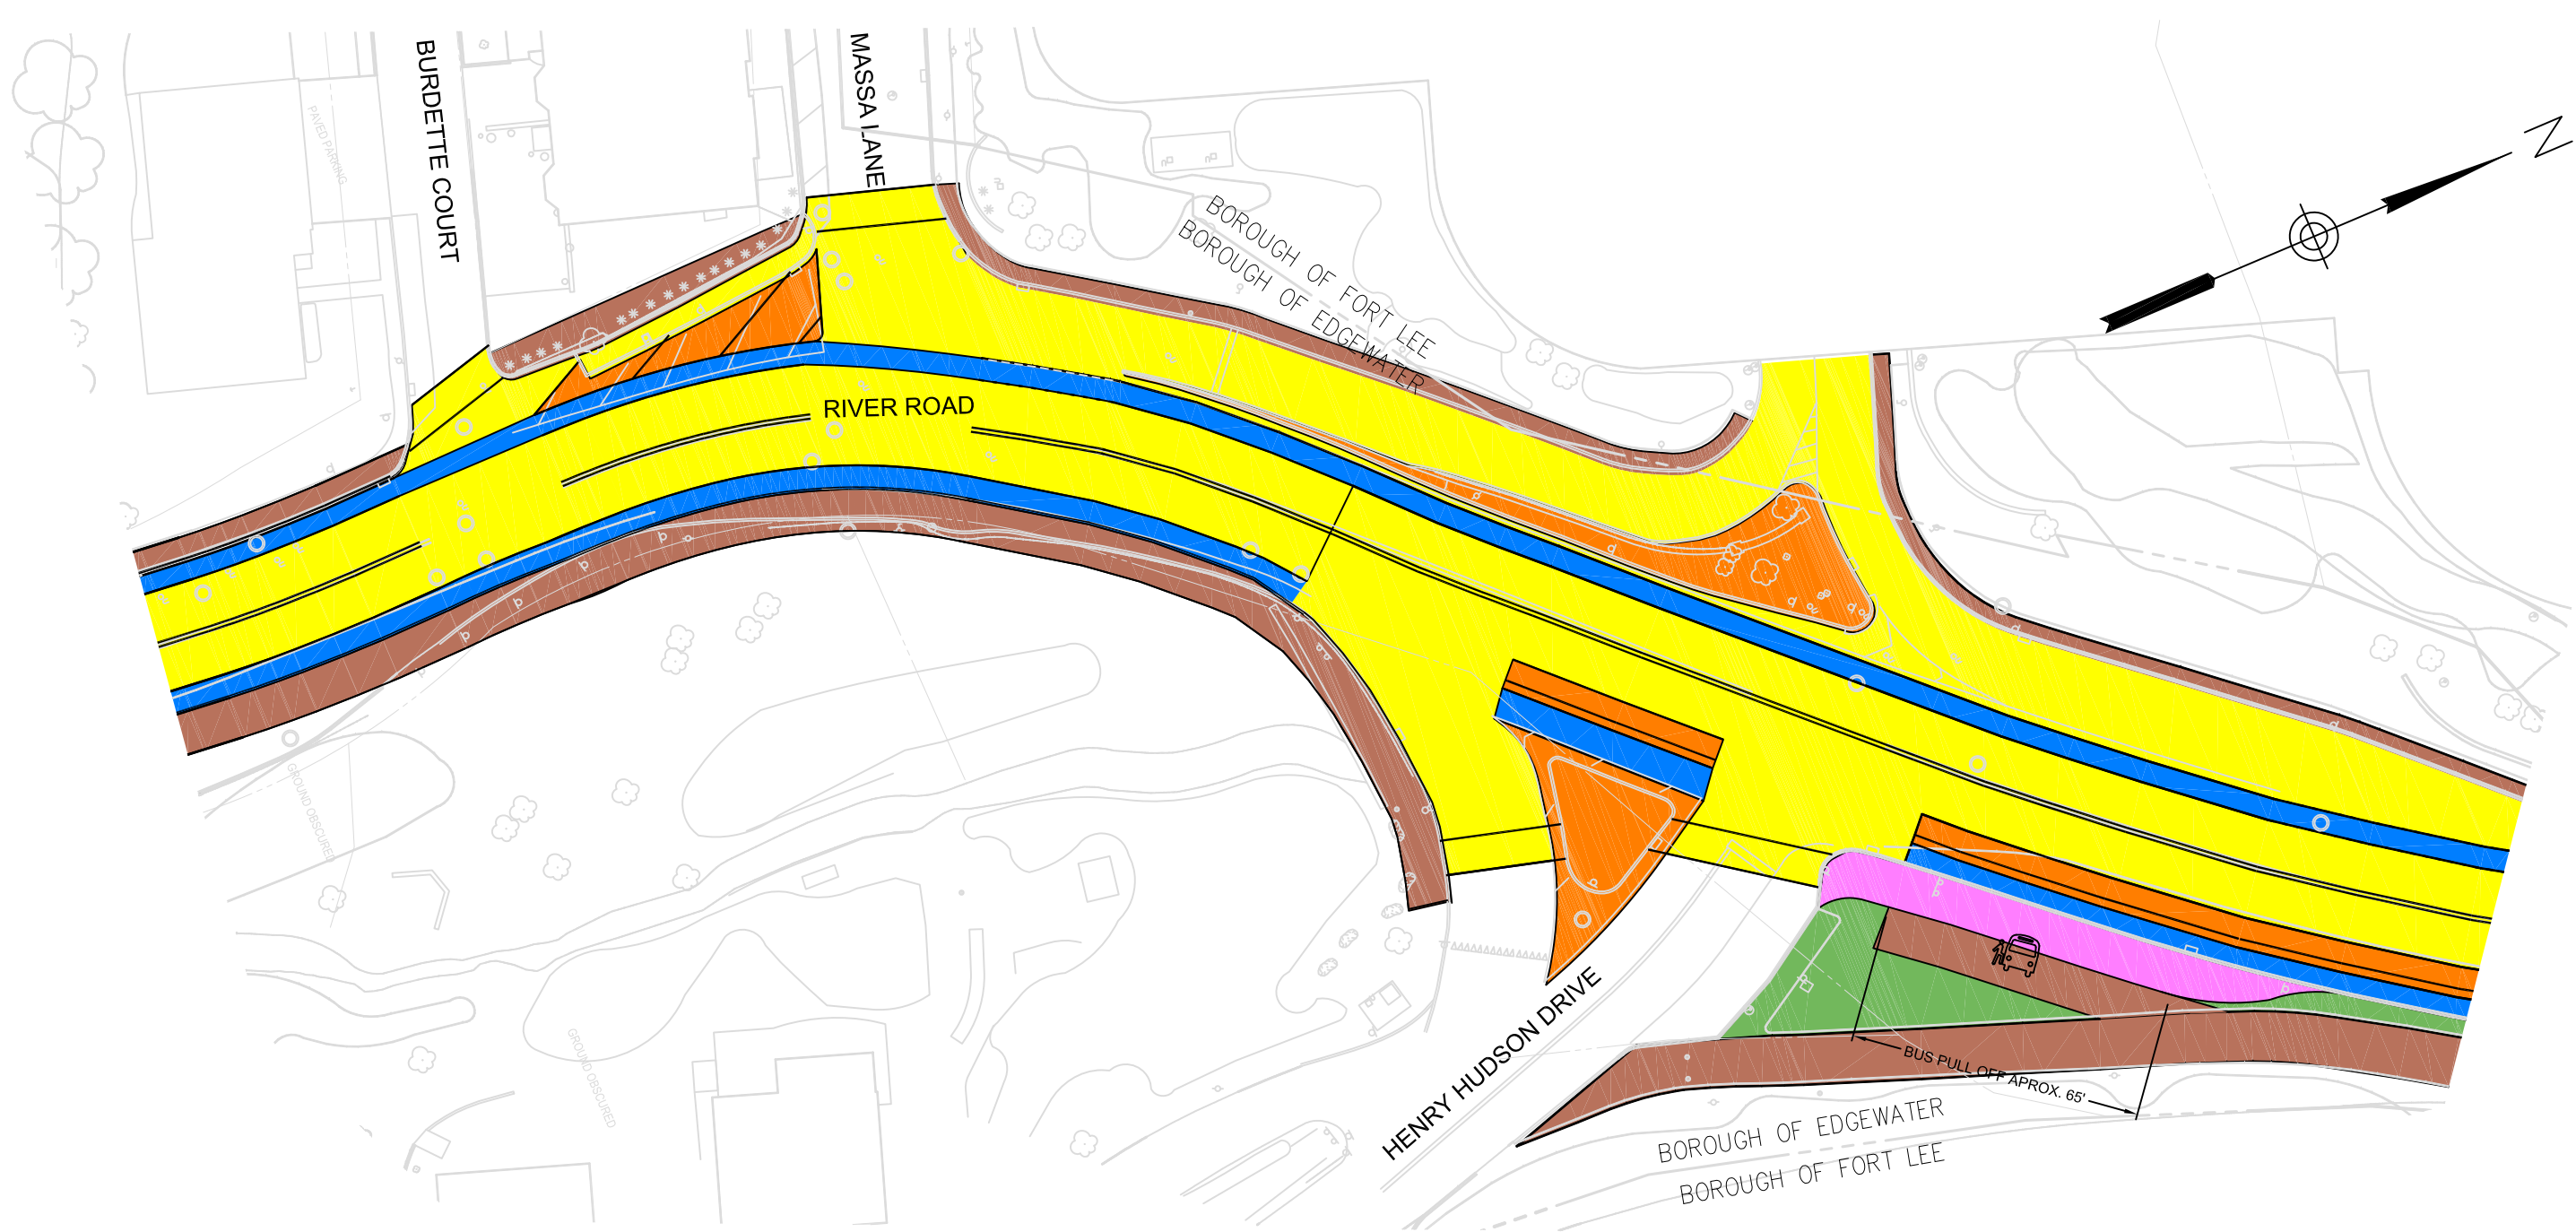 BURDETTE COURT
MASSA LANE
PAVED PARKING
N
BOROUGH OF FORT LEE
BOROUGH OF EDGEWATER
RIVER ROAD
GROUND OBSCURED
GROUND OBSCURED
HENRY HUDSON DRIVE
BUS PULL OFF APROX. 65'
BOROUGH OF EDGEWATER
BOROUGH OF FORT LEE